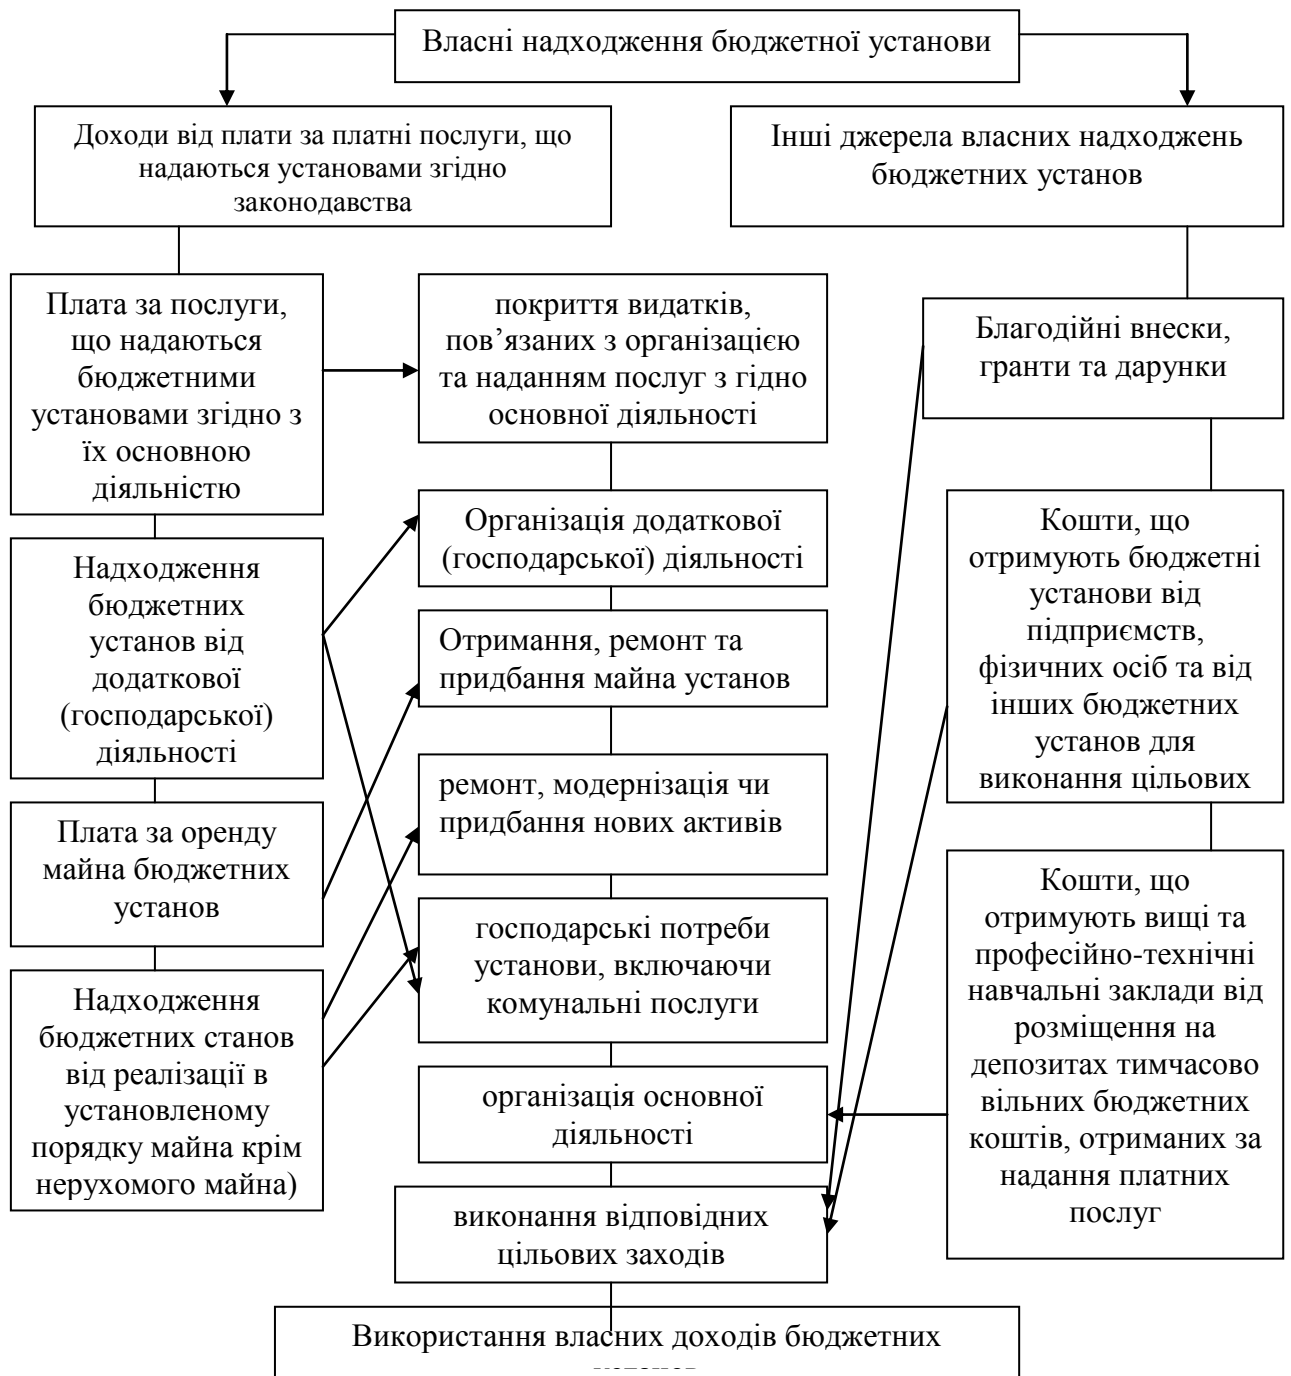 Власні надходження бюджетної установи
Доходи від плати за платні послуги, що
надаються установами згідно
законодавства
Інші джерела власних надходжень
бюджетних установ
Плата за послуги,
що надаються
бюджетними
установами згідно з
їх основною
діяльністю
Надходження
бюджетних
установ від
додаткової
(господарської)
діяльності
Плата за оренду
майна бюджетних
установ
Надходження
бюджетних станов
від реалізації в
установленому
порядку майна крім
нерухомого майна)
покриття видатків,
пов’язаних з організацією
та наданням послуг з гідно
основної діяльності
Організація додаткової
(господарської) діяльності
Отримання, ремонт та
придбання майна установ
ремонт, модернізація чи
придбання нових активів
господарські потреби
установи, включаючи
комунальні послуги
організація основної
діяльності
виконання відповідних
цільових заходів
Благодійні внески,
гранти та дарунки
Кошти, що
отримують бюджетні
установи від
підприємств,
фізичних осіб та від
інших бюджетних
установ для
виконання цільових
Кошти, що
отримують вищі та
професійно-технічні
навчальні заклади від
розміщення на
депозитах тимчасово
вільних бюджетних
коштів, отриманих за
надання платних
послуг
Використання власних доходів бюджетних